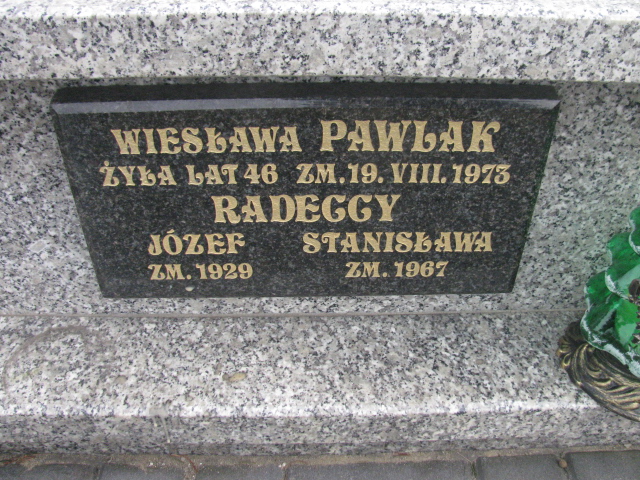 WIESŁAWA PAWLAK
ŻYŁA LAT 46 ZM. 19. VIII. 1973
RADECCY
JÓZEF STANISŁAWA
ZM. 1929 ZM. 1967